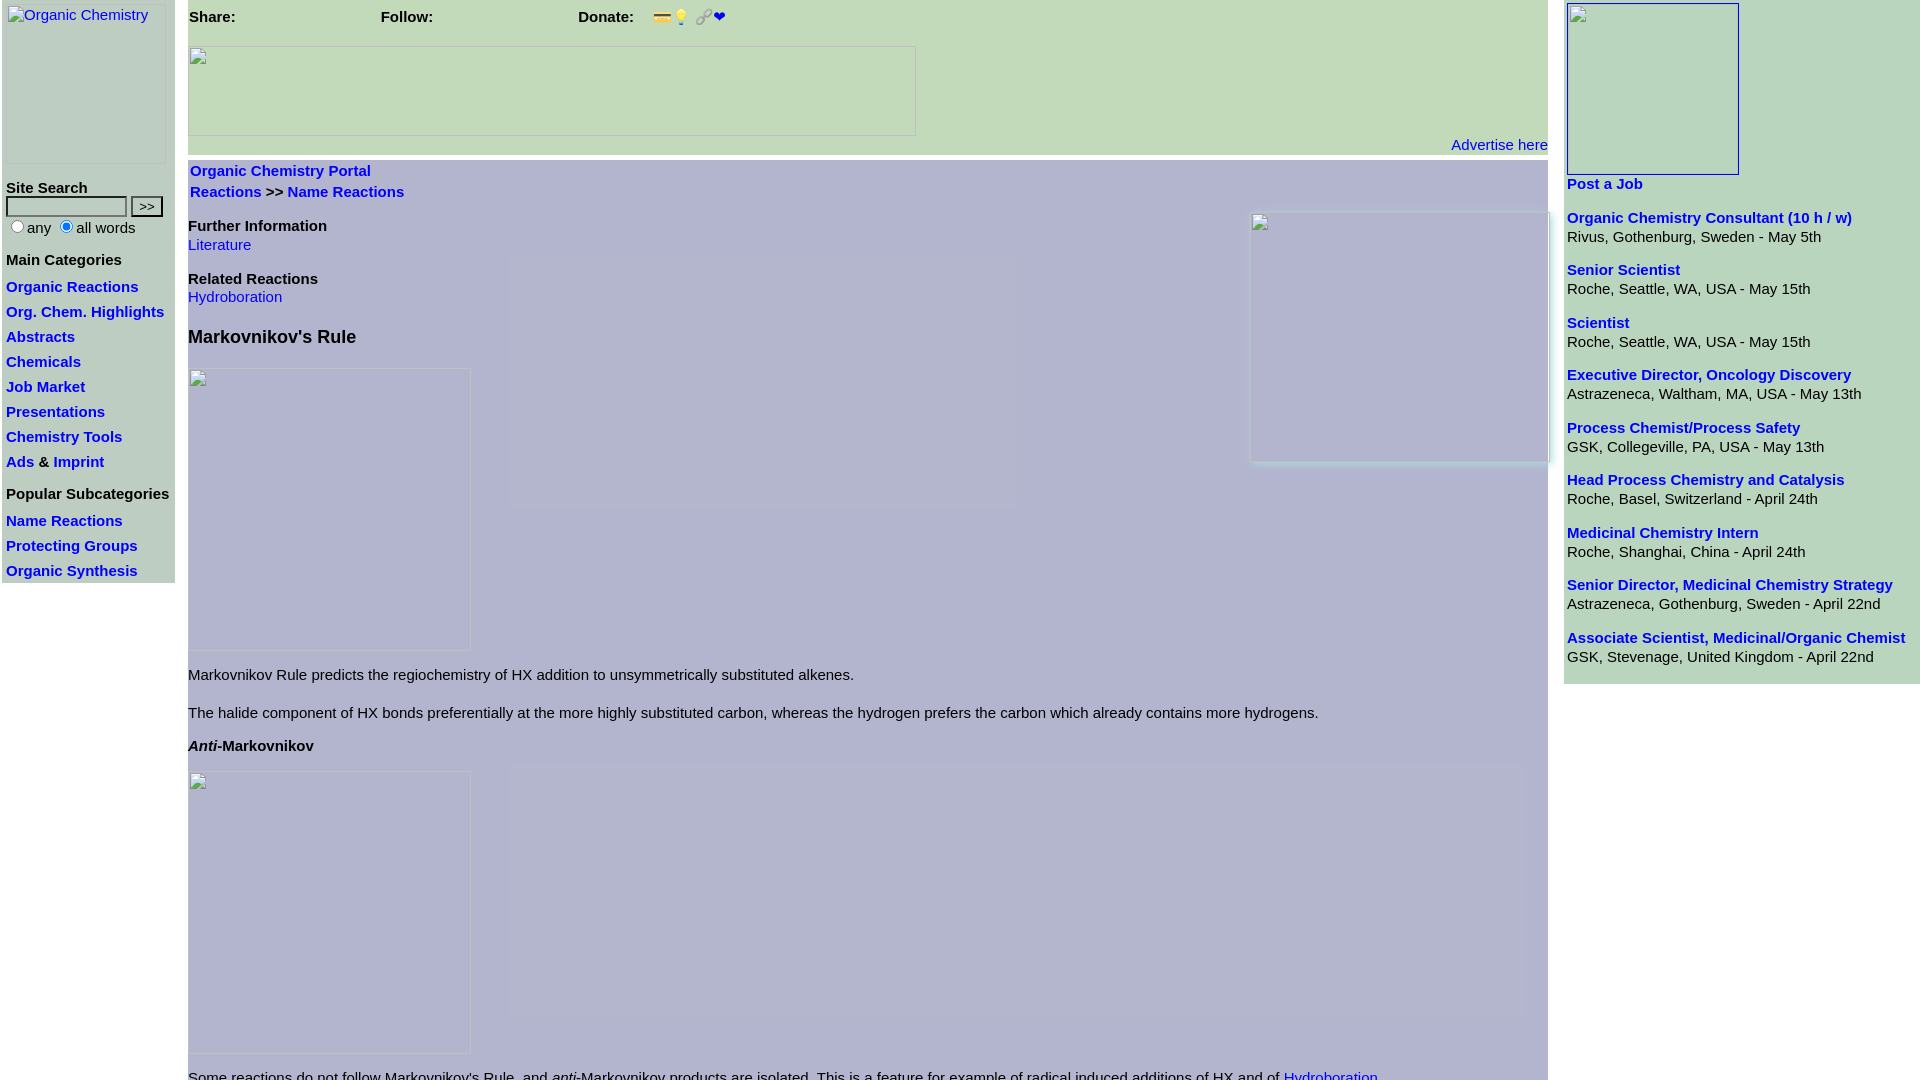 Organic Chemistry
Site Search
>>
any all words
Main Categories
Organic Reactions
Org. Chem. Highlights
Abstracts
Chemicals
Job Market
Presentations
Chemistry Tools
Ads & Imprint
Popular Subcategories
Name Reactions
Protecting Groups
Organic Synthesis
Share: Follow: Donate:
Advertise here
Organic Chemistry Portal
Reactions >> Name Reactions
Further Information
Literature
Related Reactions
Hydroboration
Markovnikov's Rule
Markovnikov Rule predicts the regiochemistry of HX addition to unsymmetrically substituted alkenes.
The halide component of HX bonds preferentially at the more highly substituted carbon, whereas the hydrogen prefers the carbon which already contains more hydrogens.
Anti-Markovnikov
Some reactions do not follow Markovnikov's Rule, and anti-Markovnikov products are isolated. This is a feature for example of radical induced additions of HX and of Hydroboration.
Post a Job
Organic Chemistry Consultant (10 h / w)
Rivus, Gothenburg, Sweden - May 5th
Senior Scientist
Roche, Seattle, WA, USA - May 15th
Scientist
Roche, Seattle, WA, USA - May 15th
Executive Director, Oncology Discovery
Astrazeneca, Waltham, MA, USA - May 13th
Process Chemist/Process Safety
GSK, Collegeville, PA, USA - May 13th
Head Process Chemistry and Catalysis
Roche, Basel, Switzerland - April 24th
Medicinal Chemistry Intern
Roche, Shanghai, China - April 24th
Senior Director, Medicinal Chemistry Strategy
Astrazeneca, Gothenburg, Sweden - April 22nd
Associate Scientist, Medicinal/Organic Chemist
GSK, Stevenage, United Kingdom - April 22nd